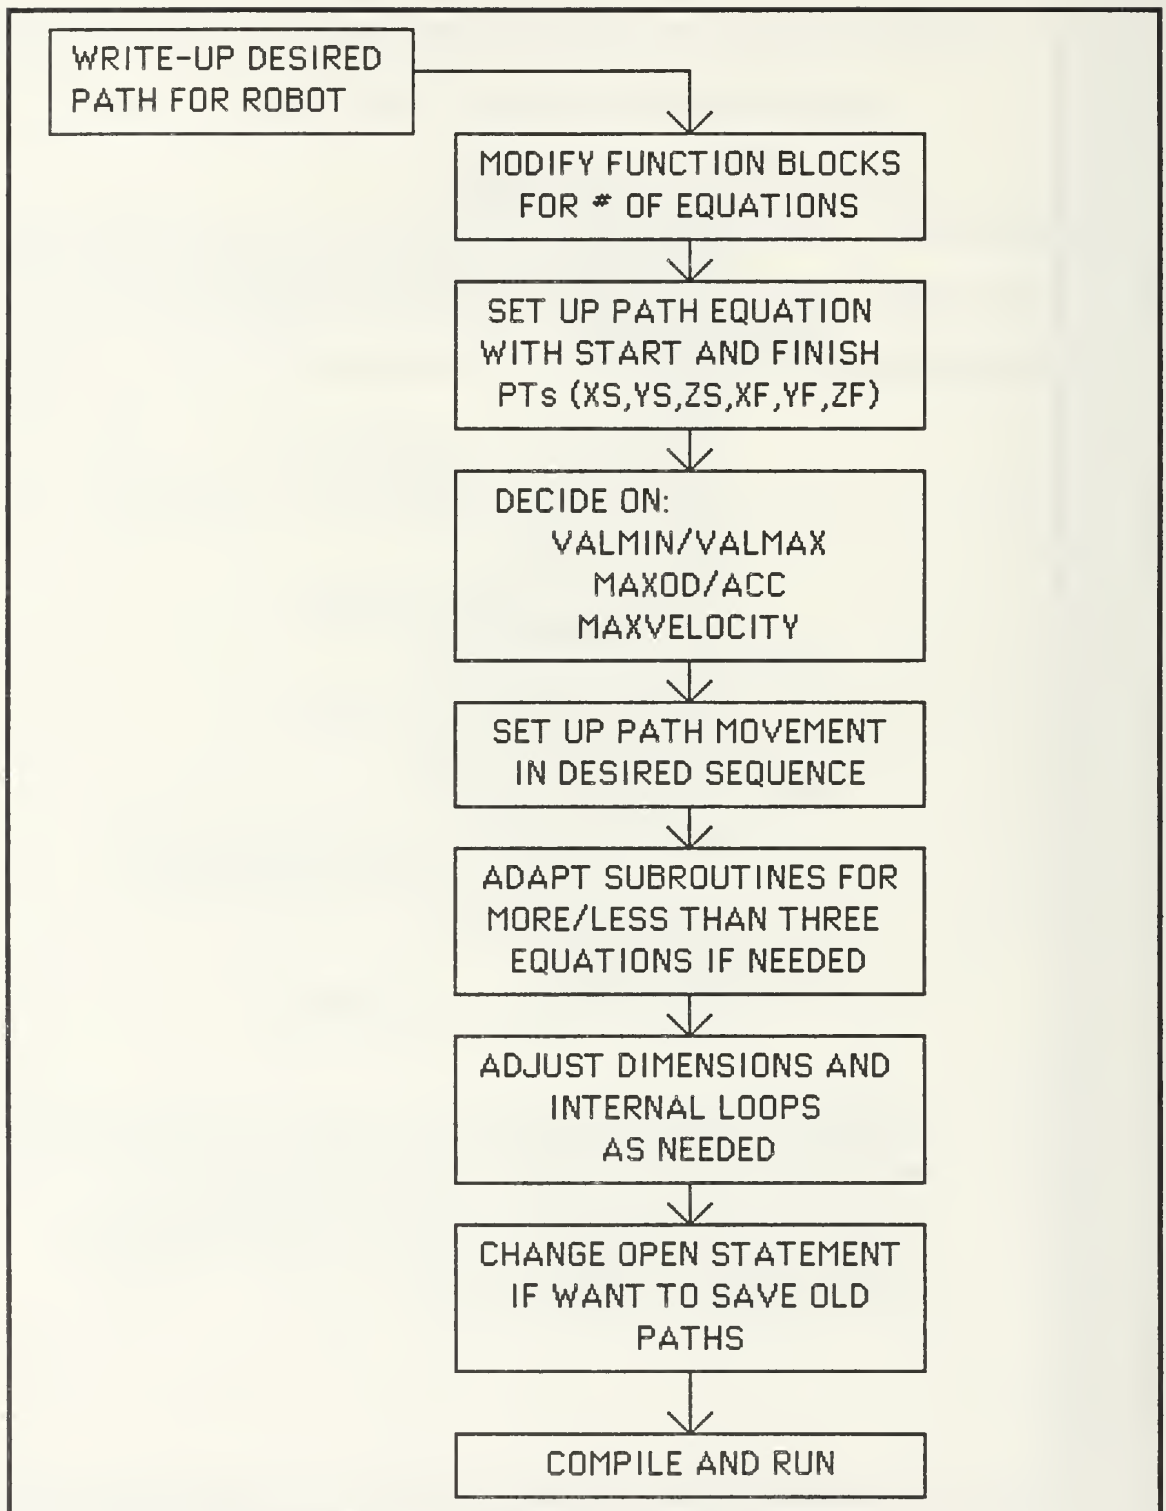 WRITE-UP DESIRED
PATH FOR ROBOT
MODIFY FUNCTION BLOCKS
FOR # OF EQUATIONS
SET UP PATH EQUATION
WITH START AND FINISH
PTs (XS,YS,ZS,XF,YF,ZF)
DECIDE ON:
VALMIN/VALMAX
MAXOD/ACC
MAXVELOCITY
SET UP PATH MOVEMENT
IN DESIRED SEQUENCE
ADAPT SUBROUTINES FOR
MORE/LESS THAN THREE
EQUATIONS IF NEEDED
ADJUST DIMENSIONS AND
INTERNAL LOOPS
AS NEEDED
CHANGE OPEN STATEMENT
IF WANT TO SAVE OLD
PATHS
COMPILE AND RUN